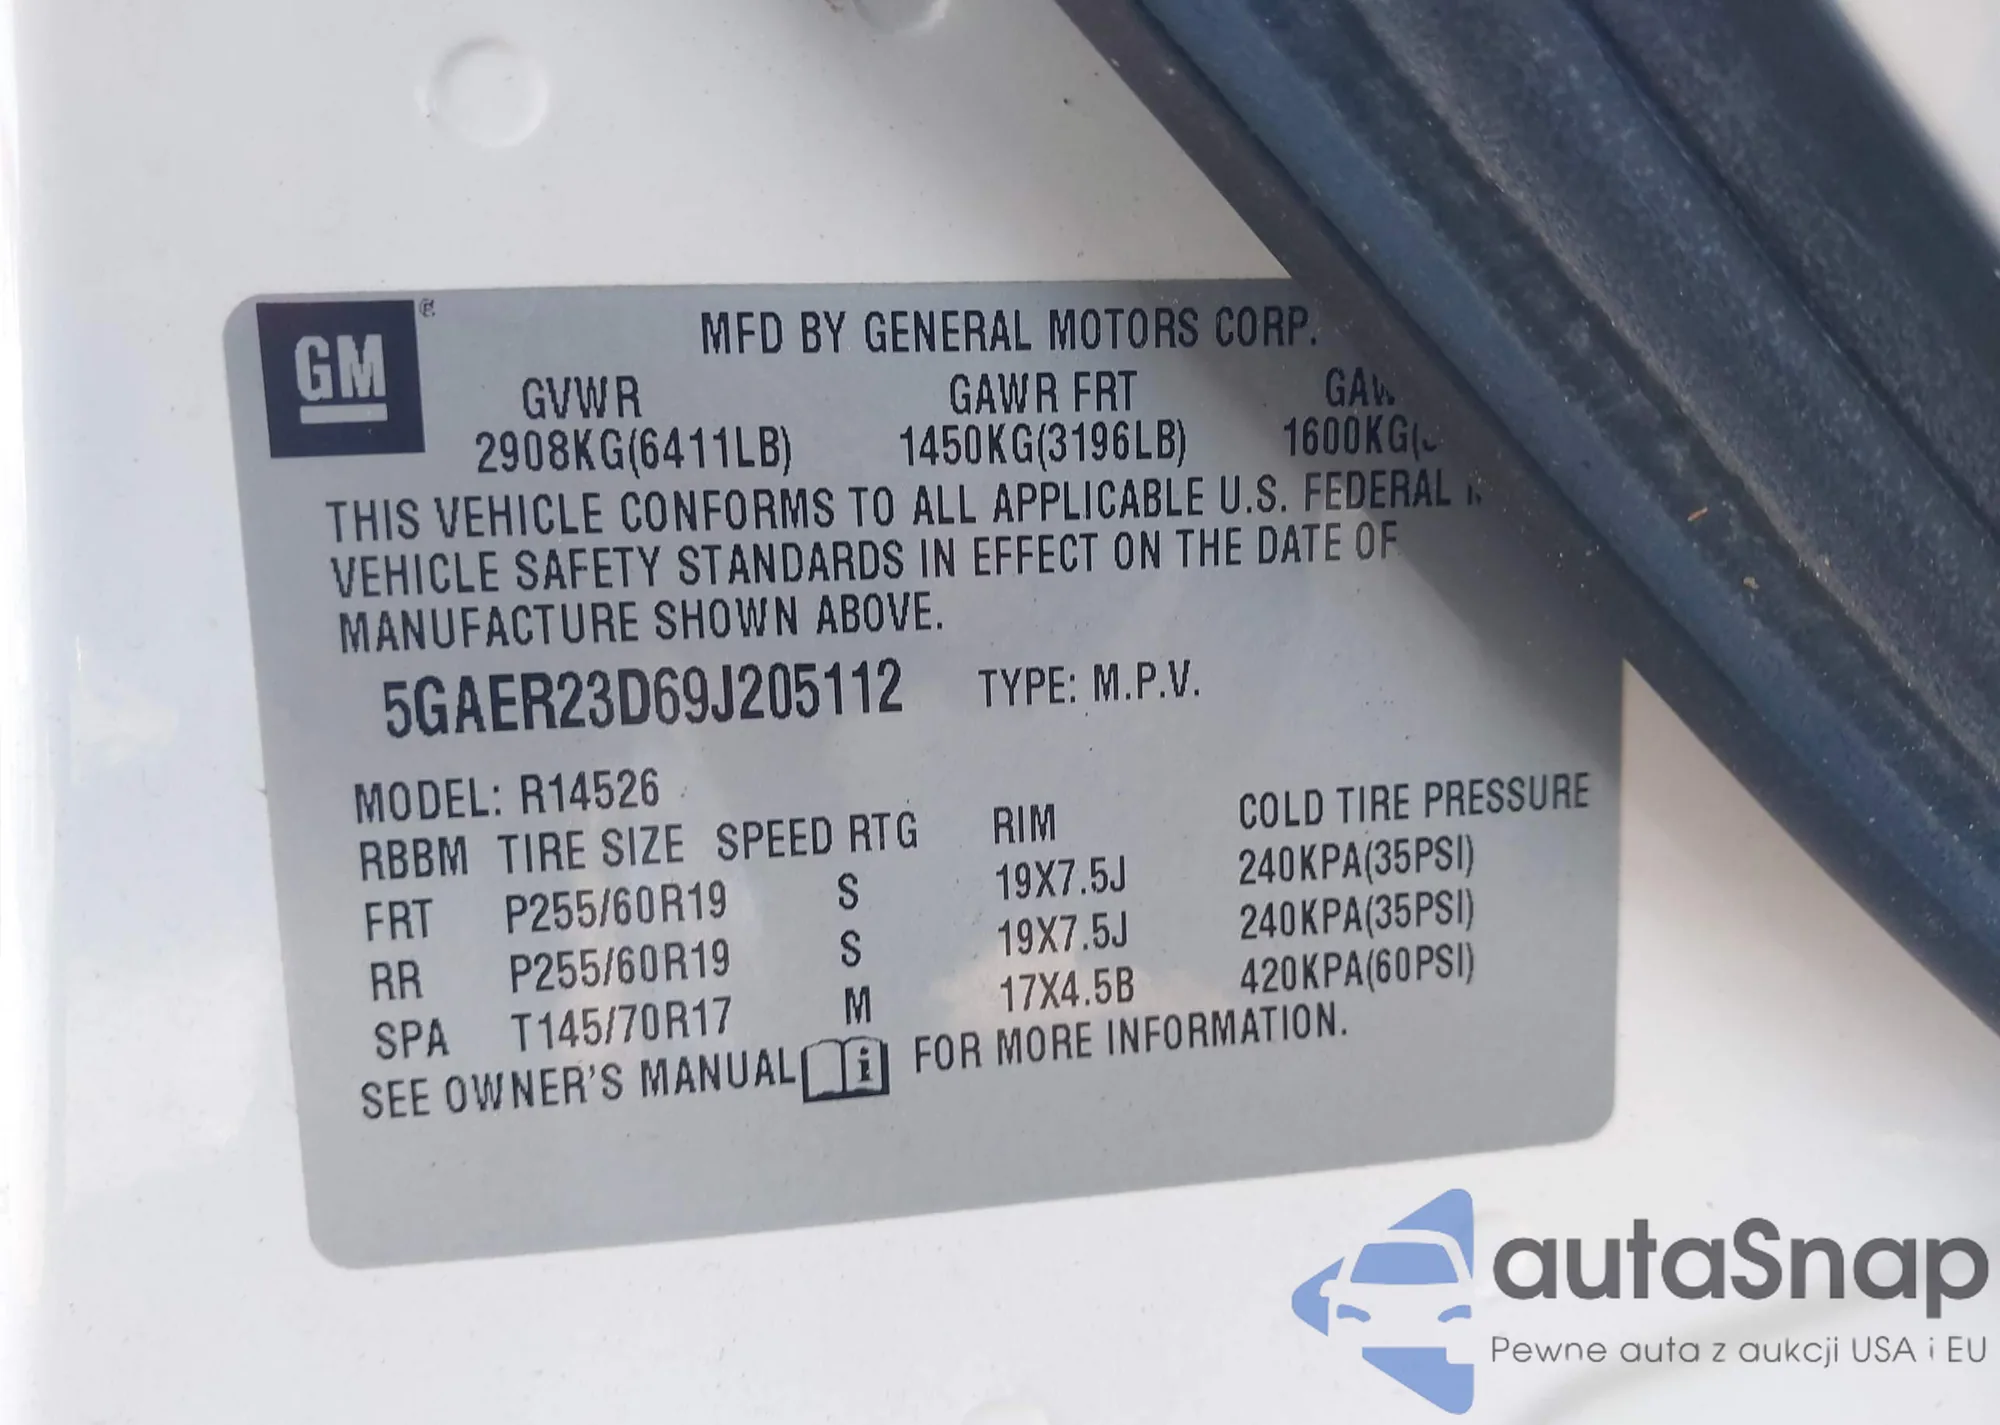 GM ®
MFD BY GENERAL MOTORS CORP.
GVWR GAWR FRT
2908KG(6411LB) 1450KG(3196LB) 1600KG(
THIS VEHICLE CONFORMS TO ALL APPLICABLE U.S. FEDERAL
VEHICLE SAFETY STANDARDS IN EFFECT ON THE DATE OF
MANUFACTURE SHOWN ABOVE.
5GAER23D69J205112 TYPE: M.P.V.
MODEL: R14526
RBBM TIRE SIZE SPEED RTG RIM COLD TIRE PRESSURE
FRT P255/60R19 S 19X7.5J 240KPA(35PSI)
RR P255/60R19 S 19X7.5J 240KPA(35PSI)
SPA T145/70R17 M 17X4.5B 420KPA(60PSI)
SEE OWNER'S MANUAL i FOR MORE INFORMATION.
autaSnap
Pewne auta z aukcji USA i EU